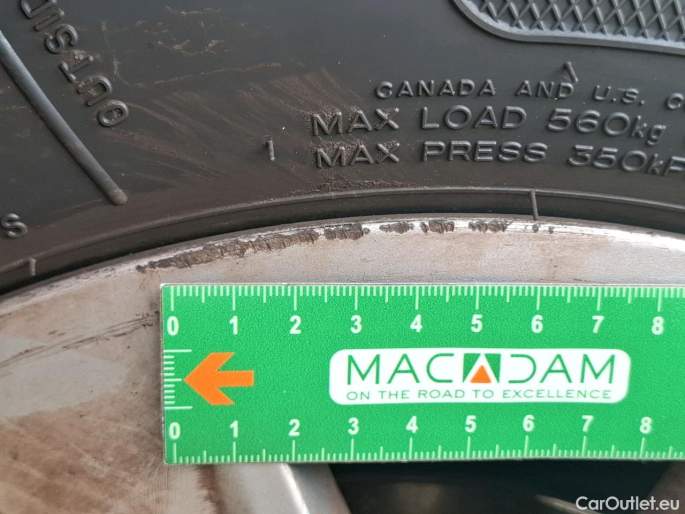 OUTSID
CANADA AND U.S. C
MAX LOAD 560kg
1 MAX PRESS 350kP
S
0 1 2 3 4 5 6 7 8
MACADAM
ON THE ROAD TO EXCELLENCE
0 1 2 3 4 5 6 7 8
CarOutlet.eu